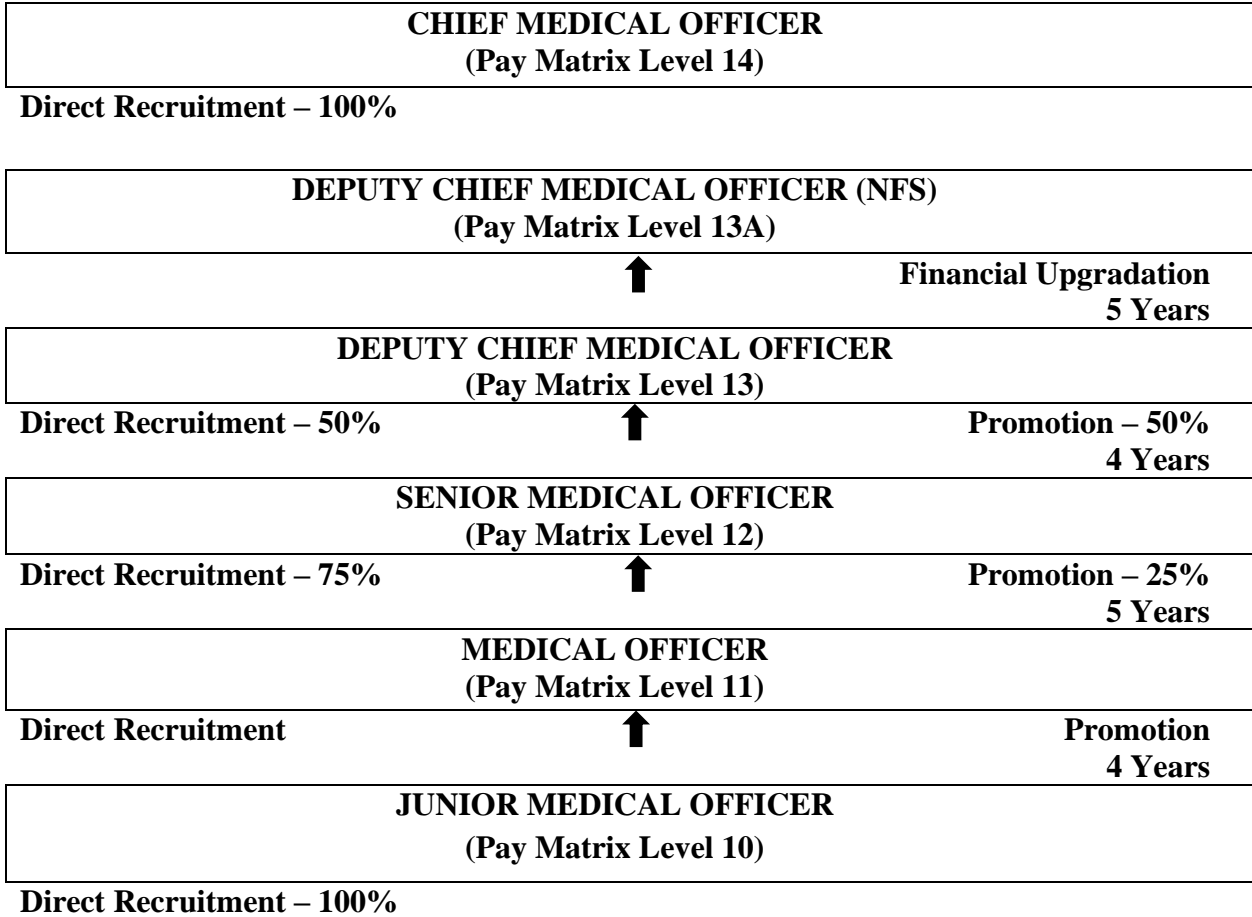 CHIEF MEDICAL OFFICER
(Pay Matrix Level 14)
Direct Recruitment – 100%
DEPUTY CHIEF MEDICAL OFFICER (NFS)
(Pay Matrix Level 13A)
Financial Upgradation
5 Years
DEPUTY CHIEF MEDICAL OFFICER
(Pay Matrix Level 13)
Direct Recruitment – 50% Promotion – 50%
4 Years
SENIOR MEDICAL OFFICER
(Pay Matrix Level 12)
Direct Recruitment – 75% Promotion – 25%
5 Years
MEDICAL OFFICER
(Pay Matrix Level 11)
Direct Recruitment Promotion
4 Years
JUNIOR MEDICAL OFFICER
(Pay Matrix Level 10)
Direct Recruitment – 100%